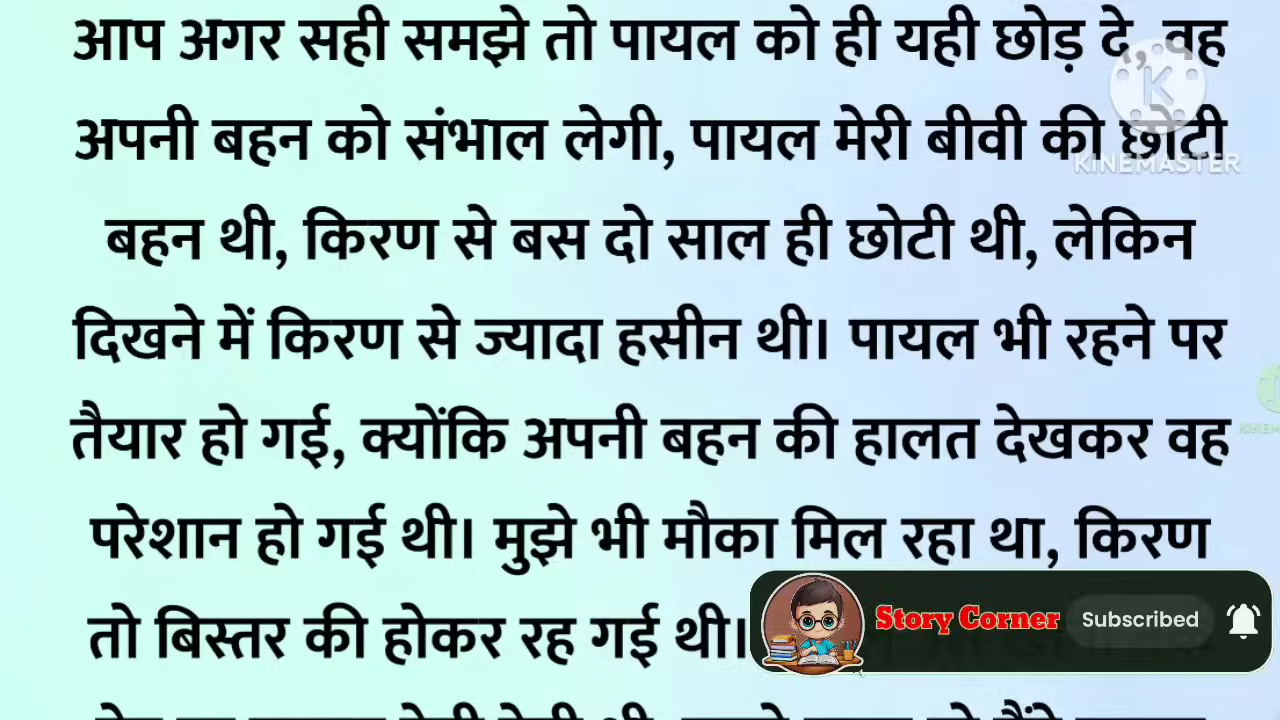 आप अगर सही समझे तो पायल को ही यही छोड़ दे, वह
अपनी बहन को संभाल लेगी, पायल मेरी बीवी की छोटी
बहन थी, किरण से बस दो साल ही छोटी थी, लेकिन
दिखने में किरण से ज्यादा हसीन थी। पायल भी रहने पर
तैयार हो गई, क्योंकि अपनी बहन की हालत देखकर वह
परेशान हो गई थी। मुझे भी मौका मिल रहा था, किरण
तो बिस्तर की होकर रह गई थी।
K
KINEMASTER
Story Corner
Subscribed